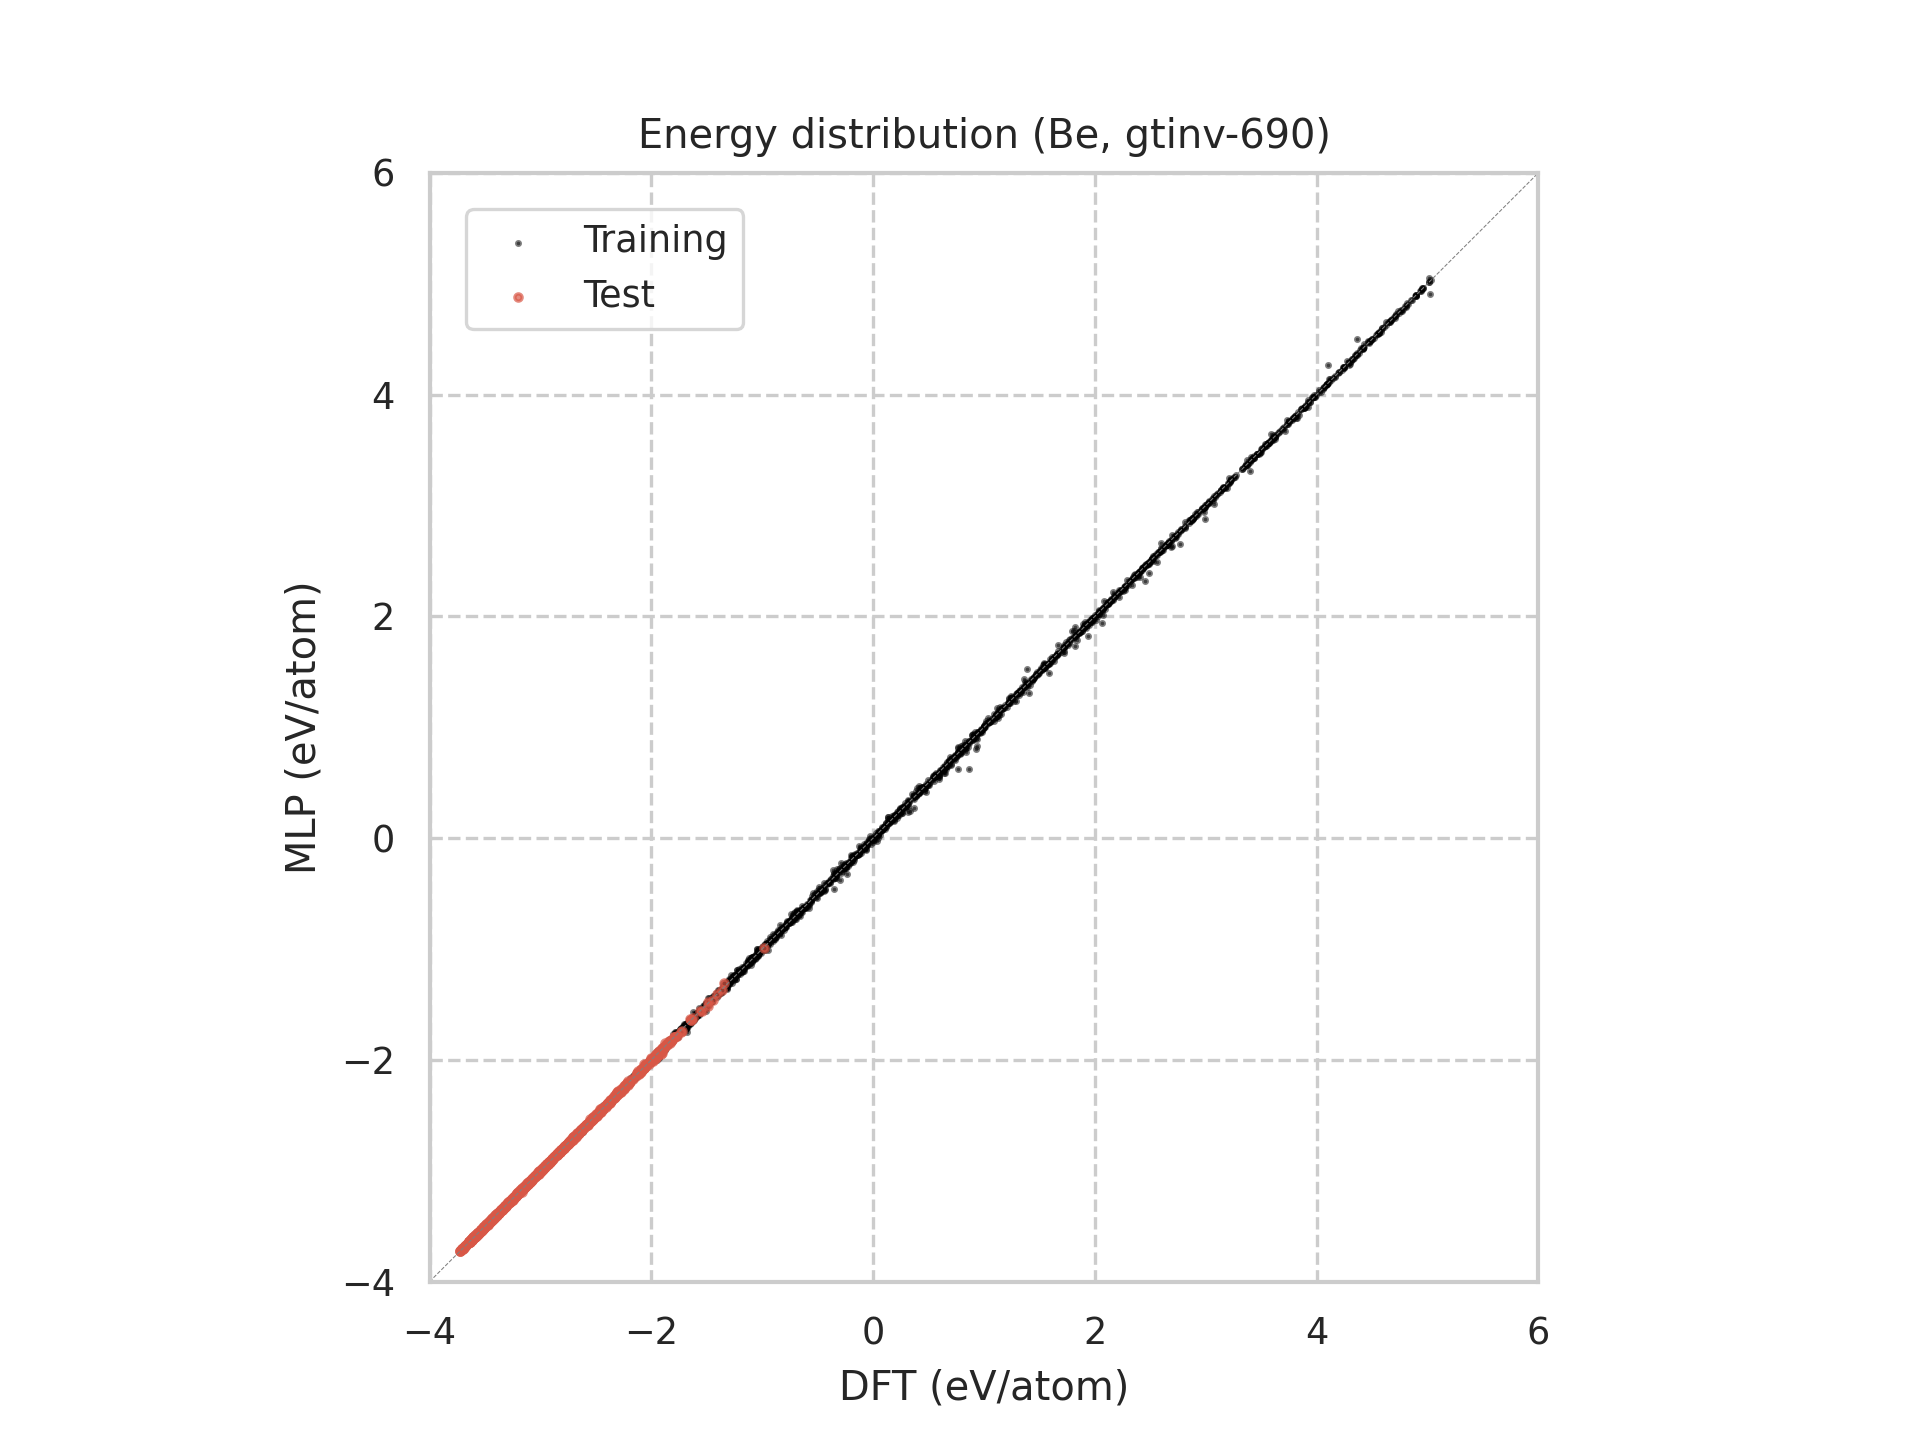 Energy distribution (Be, gtinv-690)
6
4
2
0
−2
−4
MLP (eV/atom)
Training
Test
−4
−2
0
2
4
6
DFT (eV/atom)